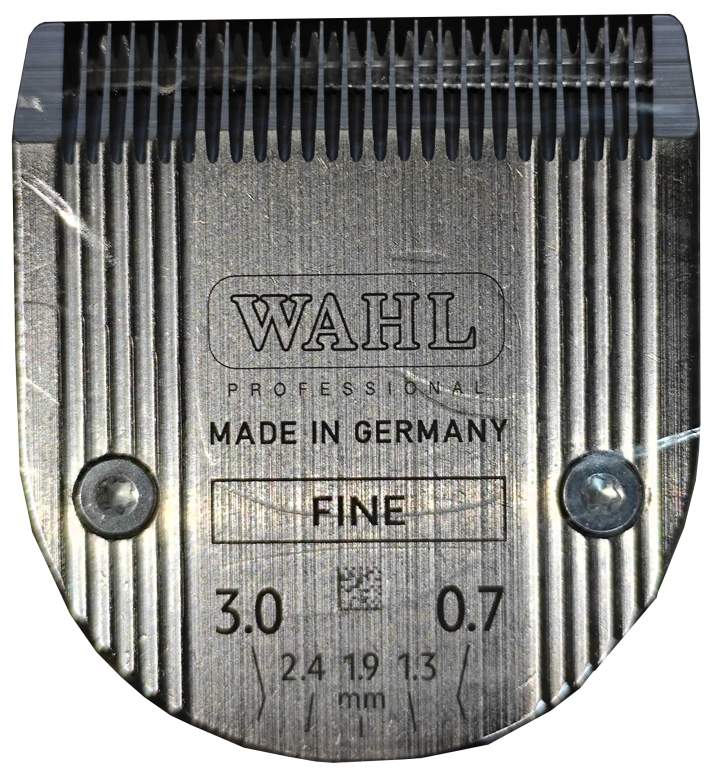 WAHL
PROFESSIONAL
MADE IN GERMANY
FINE
3.0 0.7
2.4 1.9 1.3
mm